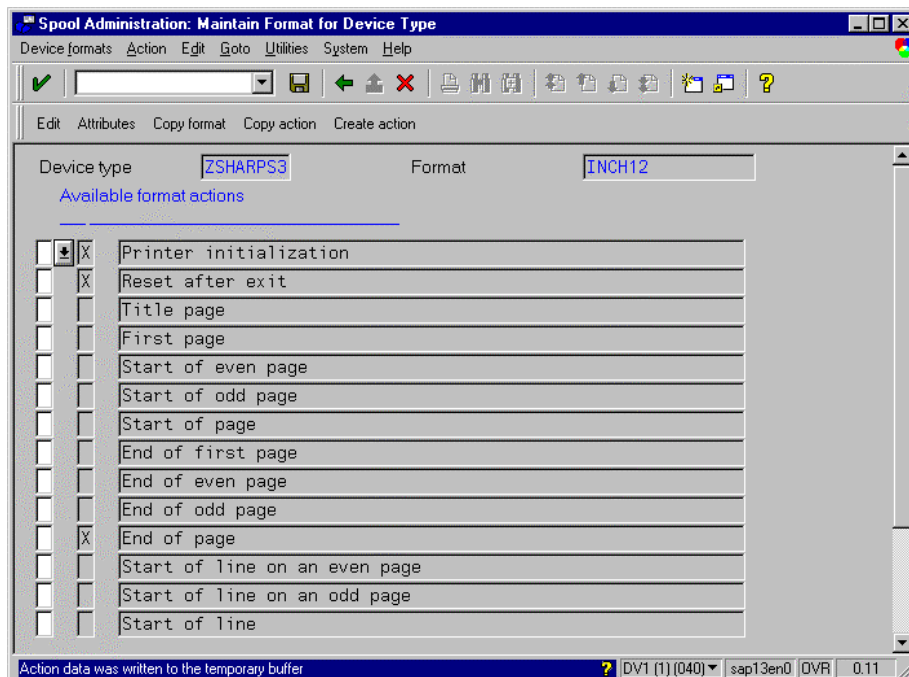 Spool Administration: Maintain Format for Device Type
Device formats Action Edit Goto Utilities System Help
Edit Attributes Copy format Copy action Create action
Device type ZSHARPS3 Format INCH12
Available format actions
X Printer initialization
X Reset after exit
Title page
First page
Start of even page
Start of odd page
Start of page
End of first page
End of even page
End of odd page
X End of page
Start of line on an even page
Start of line on an odd page
Start of line
Action data was written to the temporary buffer ? DV1 (1) (040) sap13en0 OVR 0.11